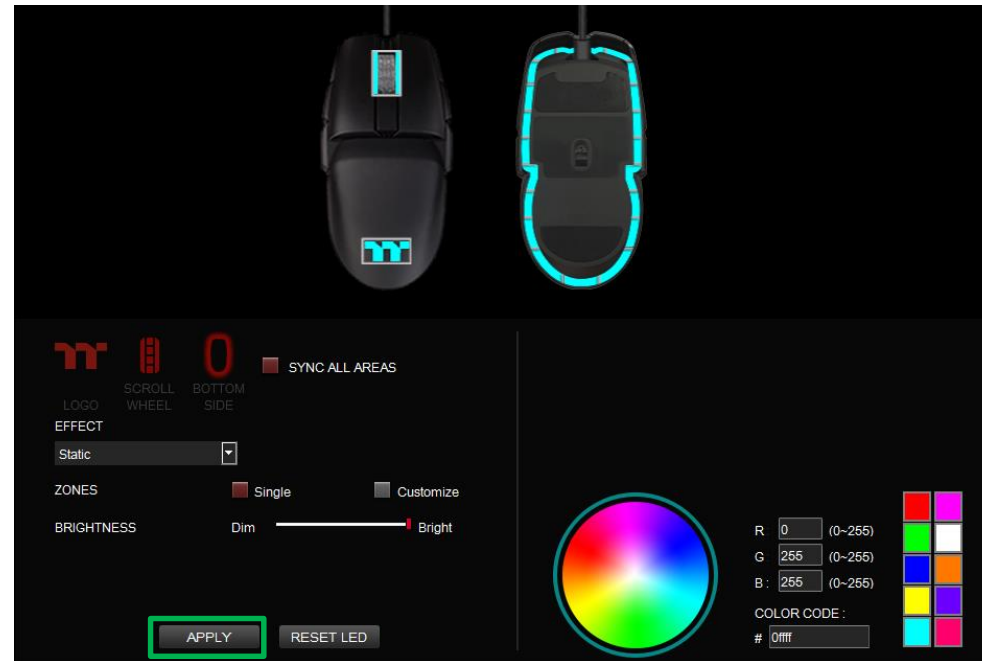 SYNC ALL AREAS
LOGO
SCROLL WHEEL
BOTTOM SIDE
EFFECT
Static
ZONES Single Customize
BRIGHTNESS Dim Bright
APPLY RESET LED
R 0 (0~255)
G 255 (0~255)
B : 255 (0~255)
COLOR CODE :
# 0ffff